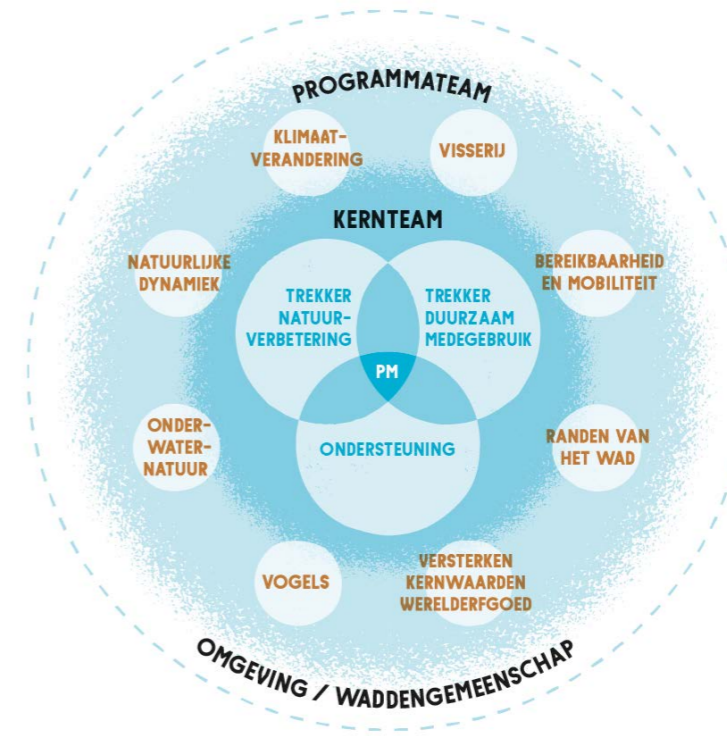 PROGRAMMATEAM
KLIMAAT-
VERANDERING
VISSERIJ
KERNTEAM
NATUURLIJKE
DYNAMIEK
BEREIKBAARHEID
EN MOBILITEIT
TREKKER
NATUUR-
VERBETERING
TREKKER
DUURZAAM
MEDEGEBRUIK
PM
ONDER-
WATER-
NATUUR
ONDERSTEUNING
RANDEN VAN
HET WAD
VOGELS
VERSTERKEN
KERNWAARDEN
WERELDERFGOED
OMGEVING / WADDENGEMEENSCHAP